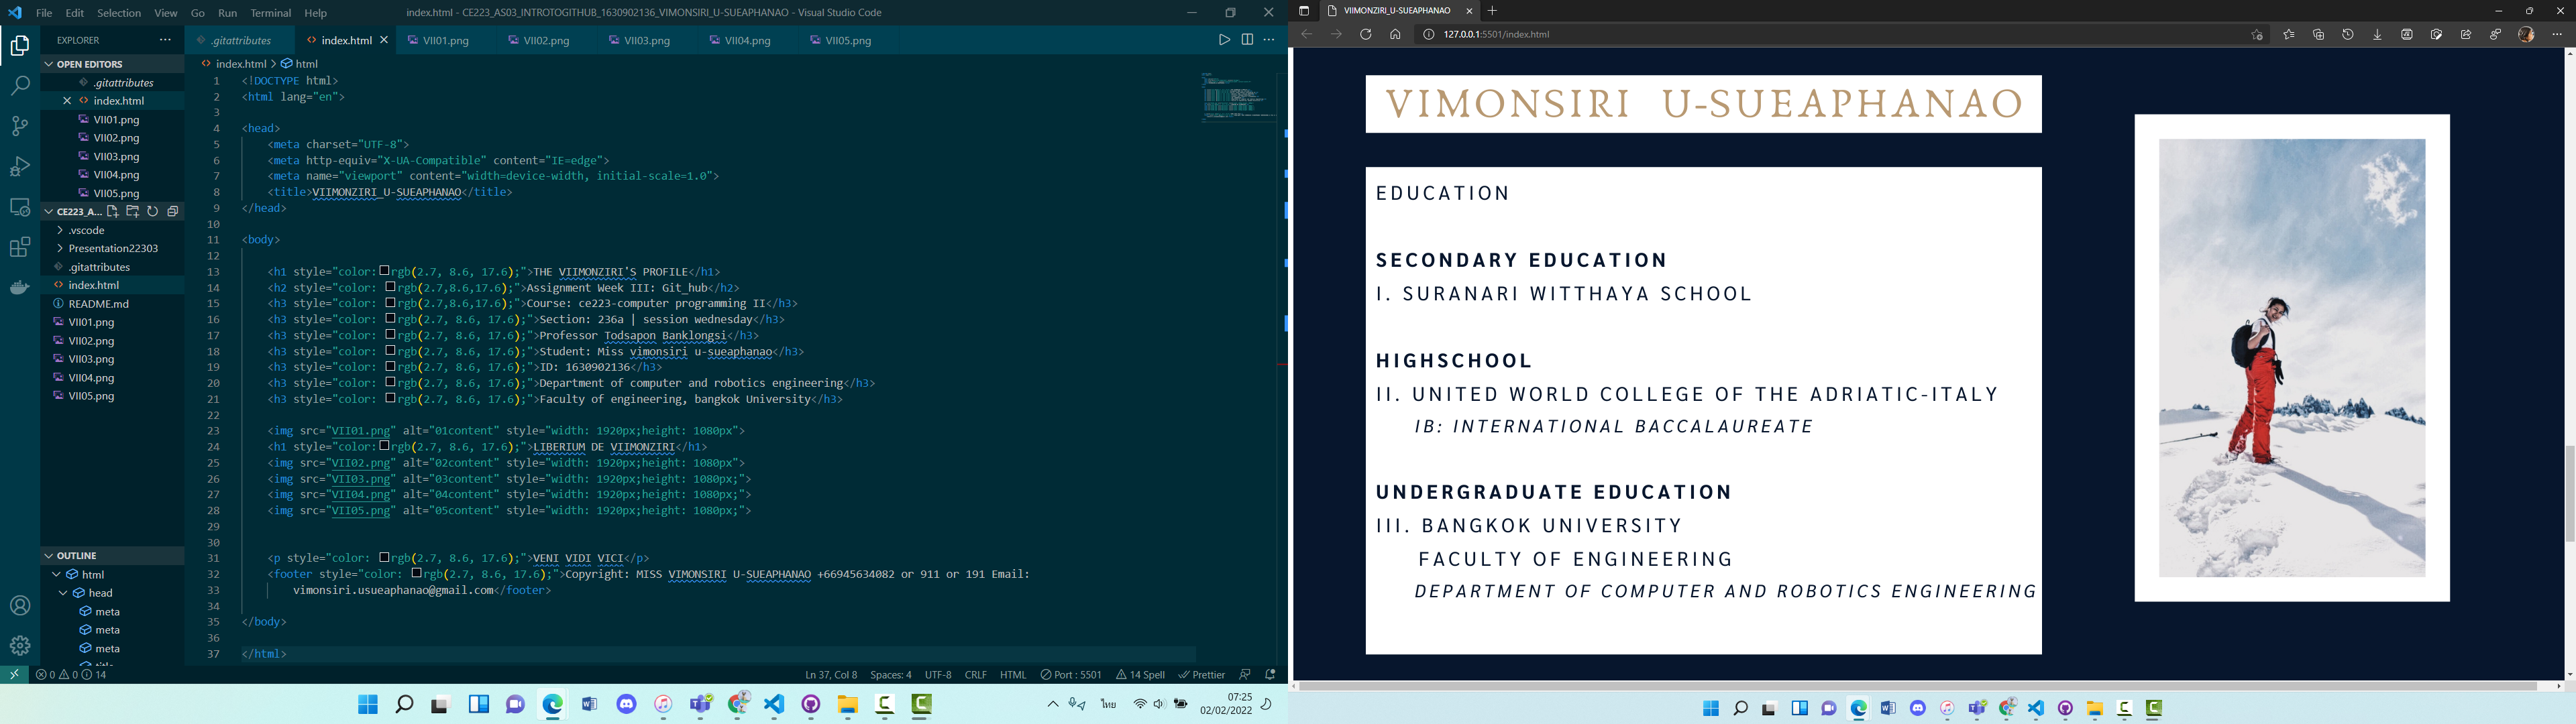 File Edit Selection View Go Run Terminal Help
index.html - CE223_AS03_INTROTOGITHUB_1630902136_VIMONSIRI_U-SUEAPHANAO - Visual Studio Code
EXPLORER
OPEN EDITORS
.gitattributes
index.html
VII01.png
VII02.png
VII03.png
VII04.png
VII05.png
CE223_A...
.vscode
Presentation22303
.gitattributes
index.html
README.md
VII01.png
VII02.png
VII03.png
VII04.png
VII05.png
OUTLINE
html
head
meta
meta
meta
.gitattributes index.html VII01.png VII02.png VII03.png VII04.png VII05.png
index.html > html
1 <!DOCTYPE html>
2 <html lang="en">
3
4 <head>
5 <meta charset="UTF-8">
6 <meta http-equiv="X-UA-Compatible" content="IE=edge">
7 <meta name="viewport" content="width=device-width, initial-scale=1.0">
8 <title>VIIMONZIRI_U-SUEAPHANAO</title>
9 </head>
10
11 <body>
12
13 <h1 style="color:rgb(2.7, 8.6, 17.6);">THE VIIMONZIRI'S PROFILE</h1>
14 <h2 style="color: rgb(2.7,8.6,17.6);">Assignment Week III: Git_hub</h2>
15 <h3 style="color: rgb(2.7,8.6,17.6);">Course: ce223-computer programming II</h3>
16 <h3 style="color: rgb(2.7, 8.6, 17.6);">Section: 236a | session wednesday</h3>
17 <h3 style="color: rgb(2.7, 8.6, 17.6);">Professor Todsapon Banklongsi</h3>
18 <h3 style="color: rgb(2.7, 8.6, 17.6);">Student: Miss vimonsiri u-sueaphanao</h3>
19 <h3 style="color: rgb(2.7, 8.6, 17.6);">ID: 1630902136</h3>
20 <h3 style="color: rgb(2.7, 8.6, 17.6);">Department of computer and robotics engineering</h3>
21 <h3 style="color: rgb(2.7, 8.6, 17.6);">Faculty of engineering, bangkok University</h3>
22
23 <img src="VII01.png" alt="01content" style="width: 1920px;height: 1080px">
24 <h1 style="color:rgb(2.7, 8.6, 17.6);">LIBERIUM DE VIIMONZIRI</h1>
25 <img src="VII02.png" alt="02content" style="width: 1920px;height: 1080px">
26 <img src="VII03.png" alt="03content" style="width: 1920px;height: 1080px;">
27 <img src="VII04.png" alt="04content" style="width: 1920px;height: 1080px;">
28 <img src="VII05.png" alt="05content" style="width: 1920px;height: 1080px;">
29
30
31 <p style="color: rgb(2.7, 8.6, 17.6);">VENI VIDI VICI</p>
32 <footer style="color: rgb(2.7, 8.6, 17.6);">Copyright: MISS VIMONSIRI U-SUEAPHANAO +66945634082 or 911 or 191 Email:
33 vimonsiri.usueaphanao@gmail.com</footer>
34
35 </body>
36
37 </html>
0 0 14
Ln 37, Col 8 Spaces: 4 UTF-8 CRLF HTML Port : 5501 14 Spell Prettier
ไทย
07:25
02/02/2022
VIIMONZIRI_U-SUEAPHANAO
127.0.0.1:5501/index.html
VIMONSIRI U-SUEAPHANAO
EDUCATION
SECONDARY EDUCATION
I. SURANARI WITTHAYA SCHOOL
HIGHSCHOOL
II. UNITED WORLD COLLEGE OF THE ADRIATIC-ITALY
IB: INTERNATIONAL BACCALAUREATE
UNDERGRADUATE EDUCATION
III. BANGKOK UNIVERSITY
FACULTY OF ENGINEERING
DEPARTMENT OF COMPUTER AND ROBOTICS ENGINEERING